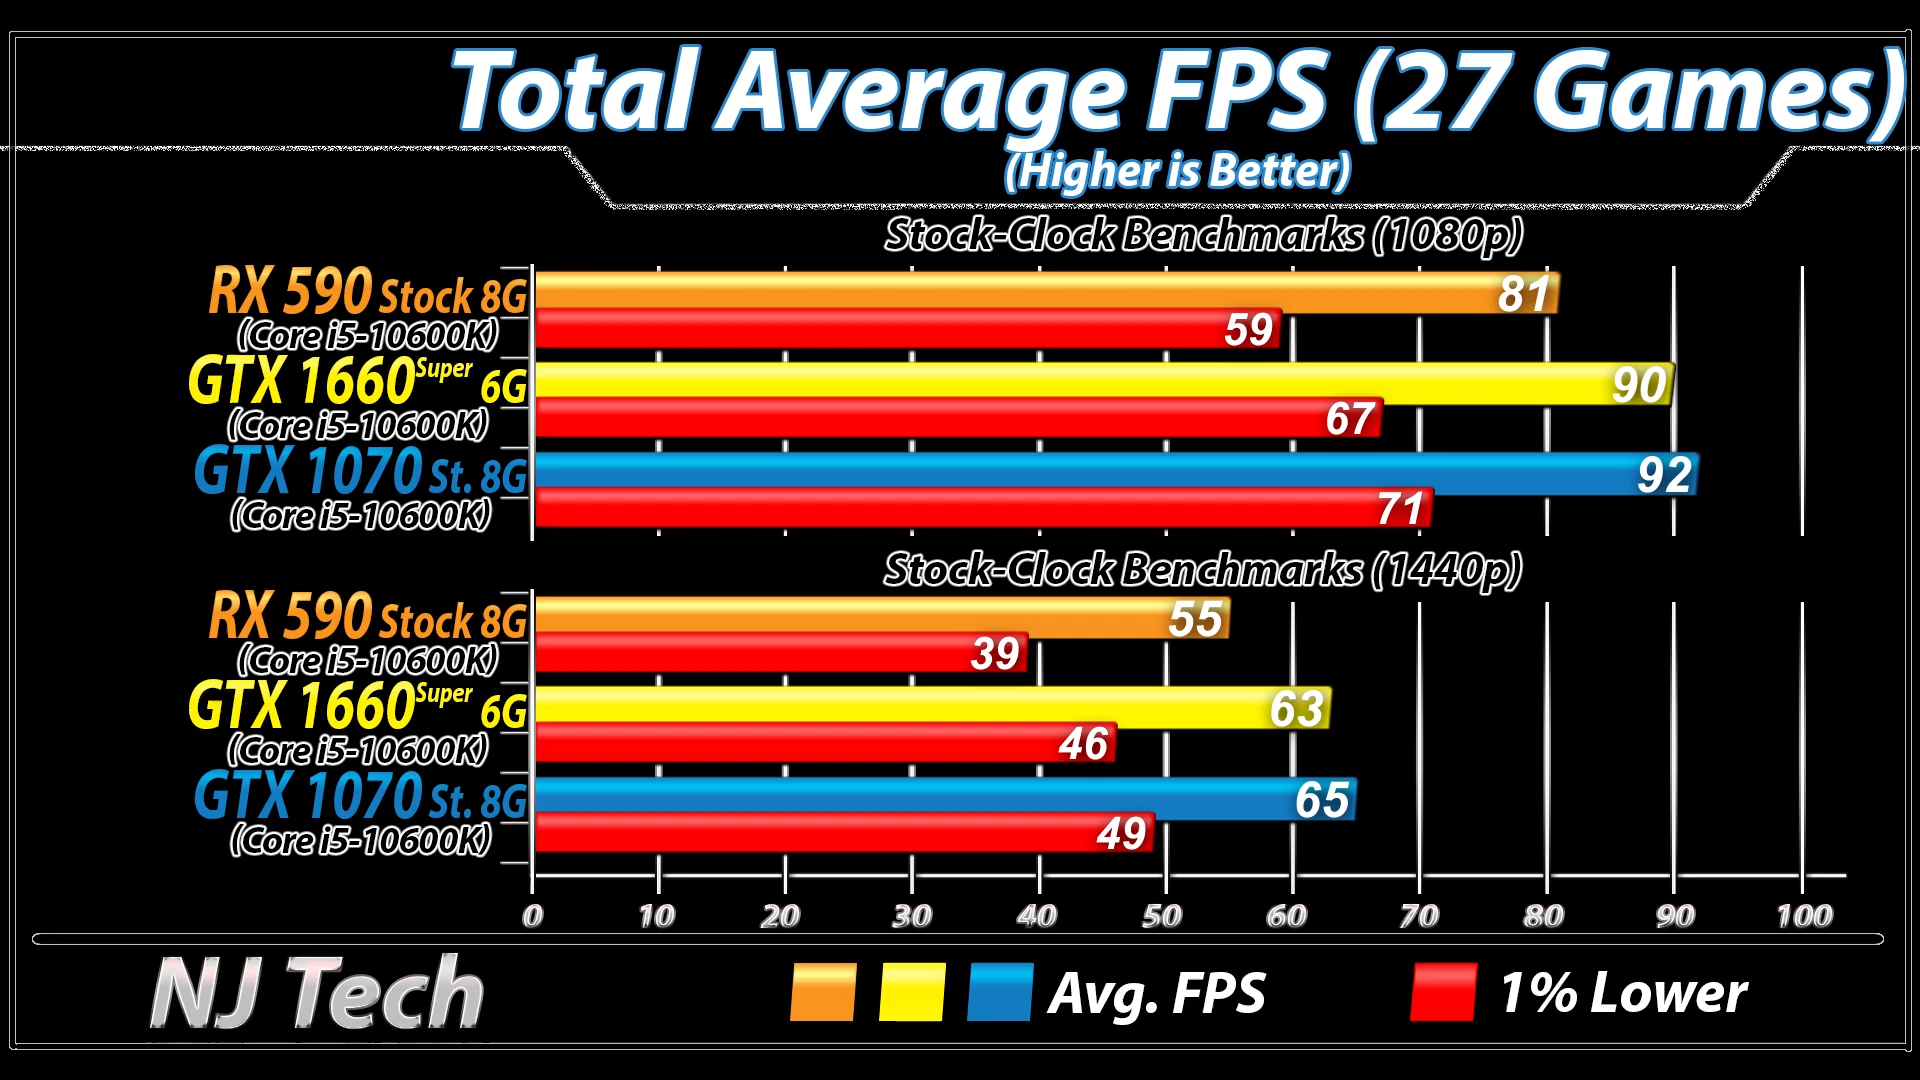 Total Average FPS (27 Games)
(Higher is Better)
Stock-Clock Benchmarks (1080p)
RX 590 Stock 8G
81
(Core i5-10600K)
59
GTX 1660 Super 6G
90
(Core i5-10600K)
67
GTX 1070 St. 8G
92
(Core i5-10600K)
71
Stock-Clock Benchmarks (1440p)
RX 590 Stock 8G
55
(Core i5-10600K)
39
GTX 1660 Super 6G
63
(Core i5-10600K)
46
GTX 1070 St. 8G
65
(Core i5-10600K)
49
0 10 20 30 40 50 60 70 80 90 100
NJ Tech
Avg. FPS
1% Lower